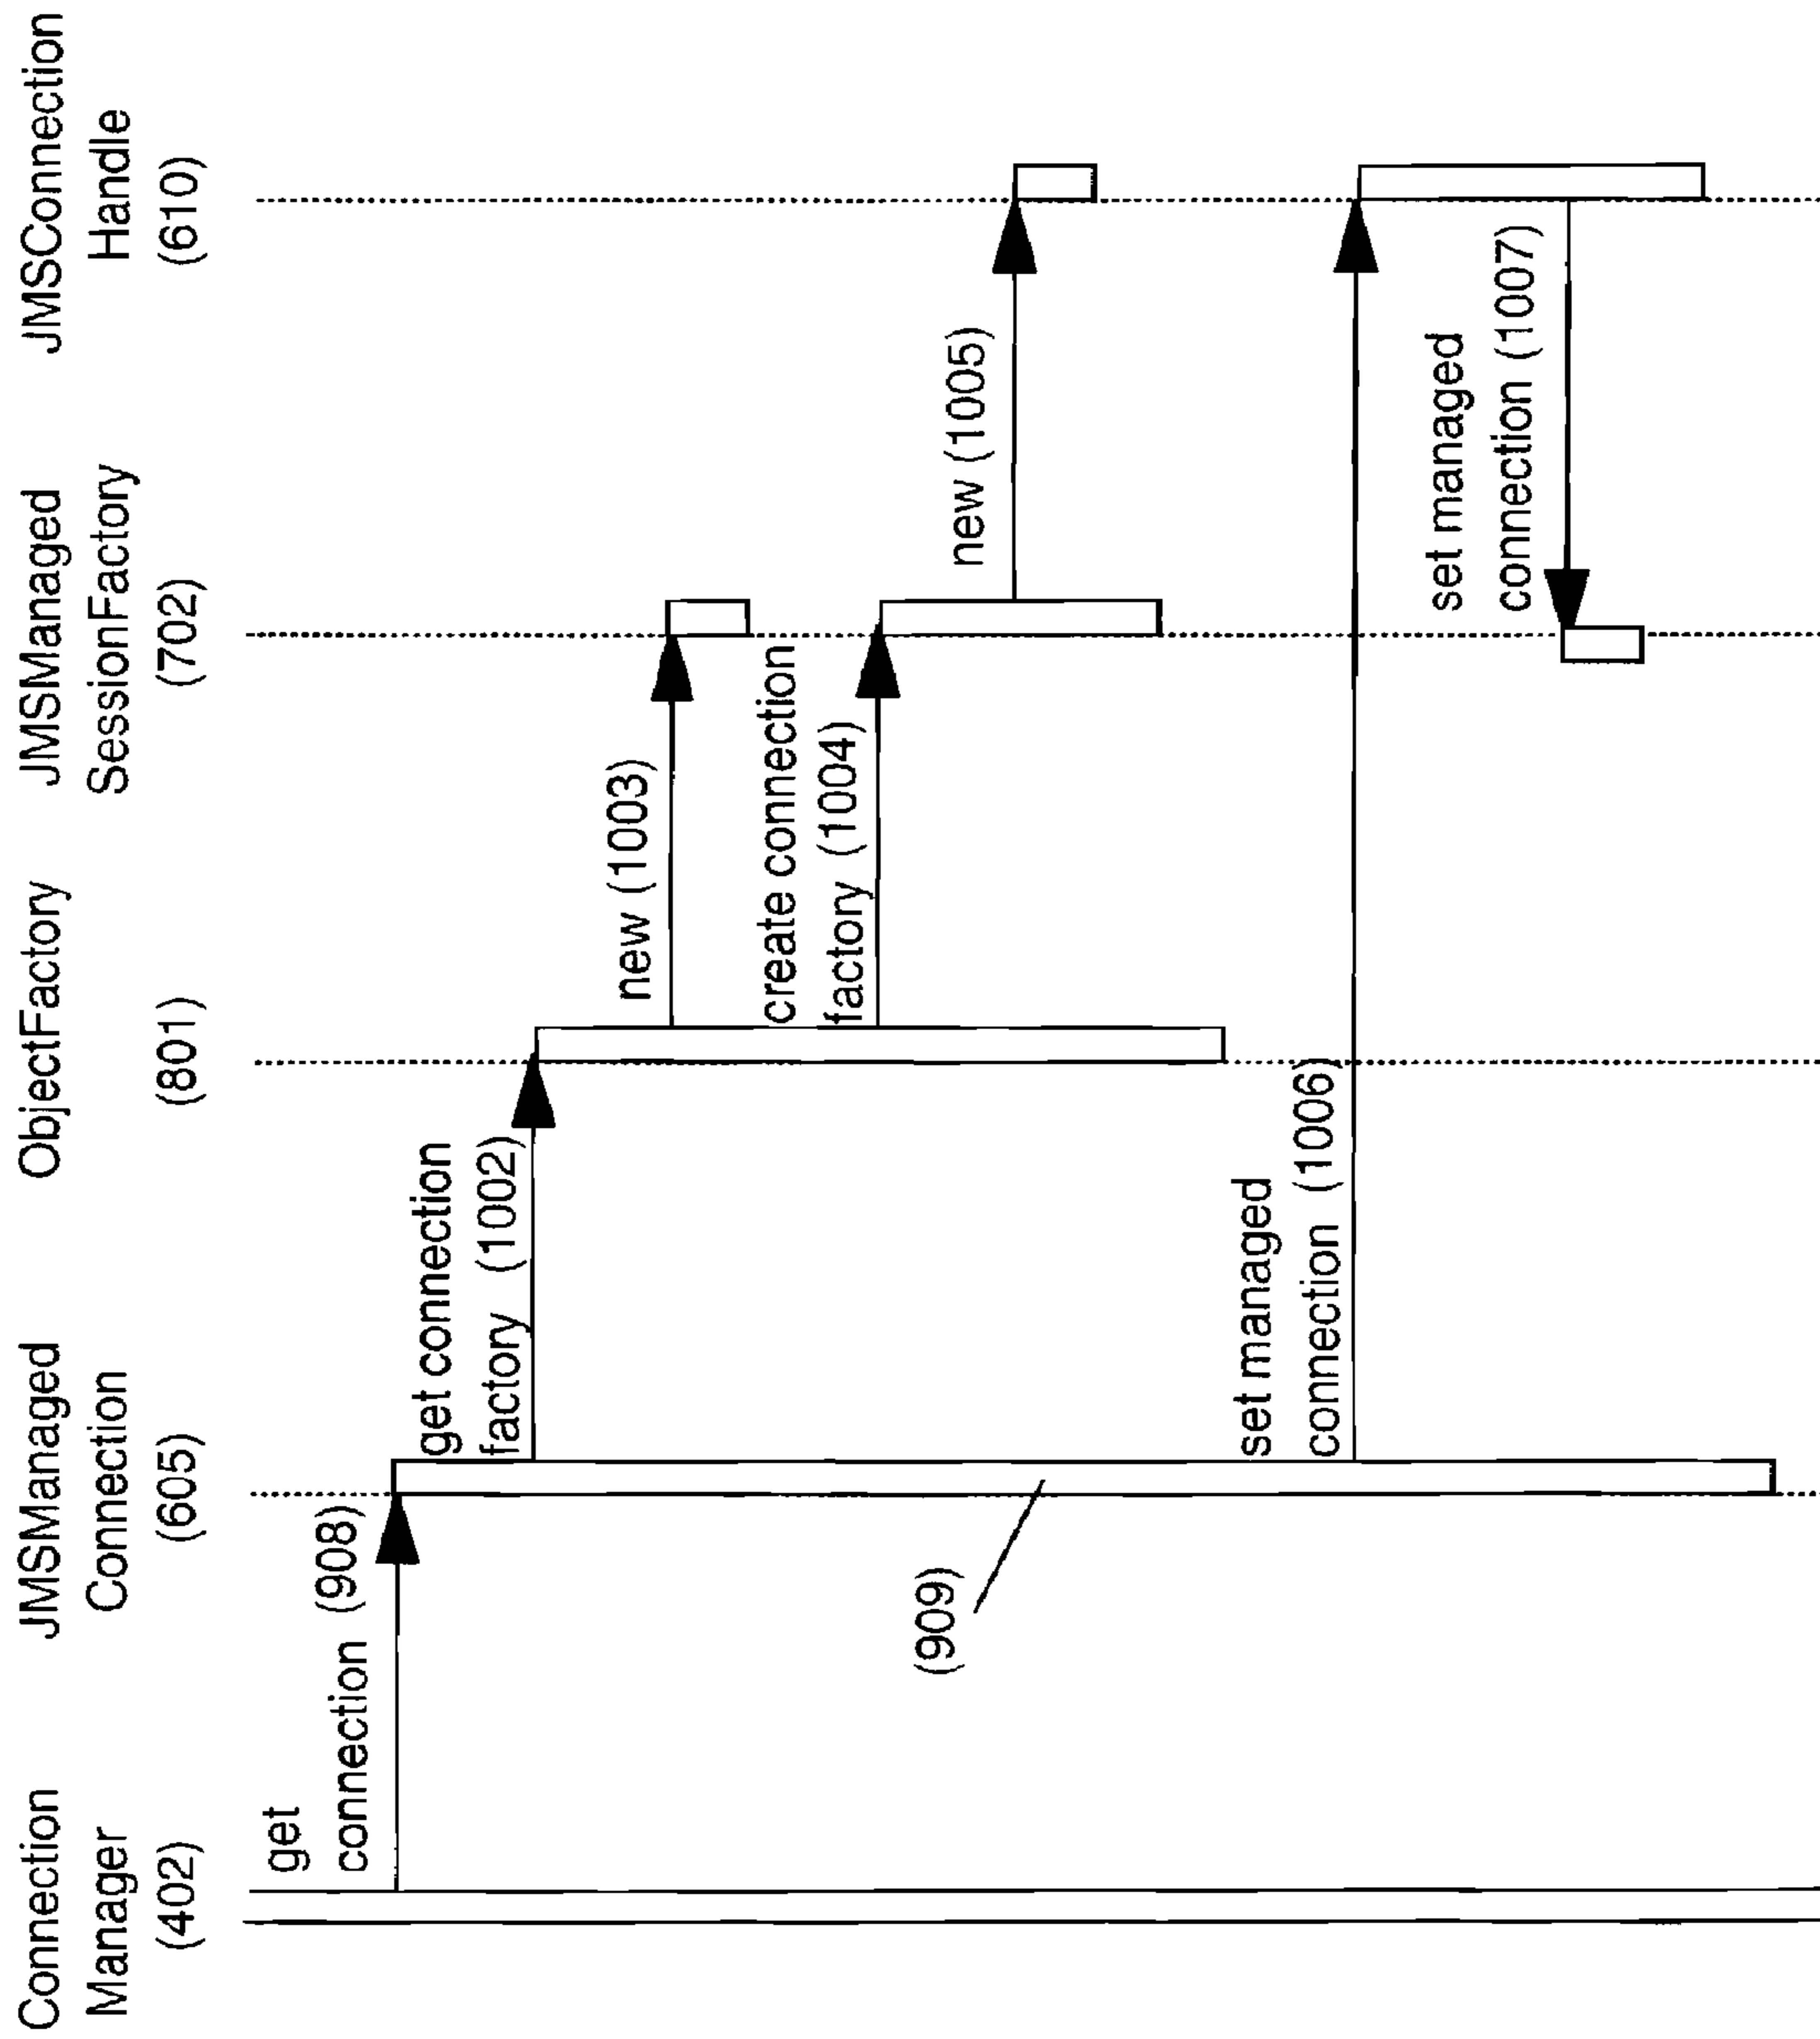 Connection
Manager
(402)
JMSManaged
Connection
(605)
ObjectFactory
(801)
JMSManaged
SessionFactory
(702)
JMSConnection
Handle
(610)
get
connection (908)
get connection
factory (1002)
new (1003)
create connection
factory (1004)
(909)
new (1005)
set managed
connection (1006)
set managed
connection (1007)